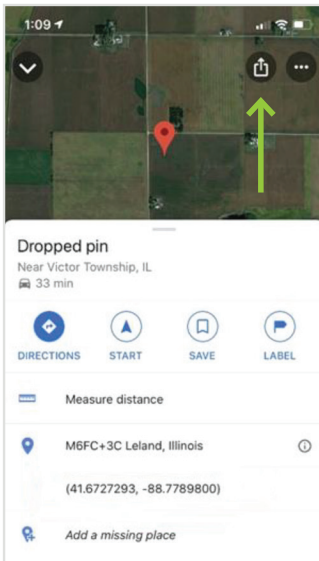 1:09
Dropped pin
Near Victor Township, IL
33 min
DIRECTIONS START SAVE LABEL
Measure distance
M6FC+3C Leland, Illinois
(41.6727293, -88.7789800)
Add a missing place